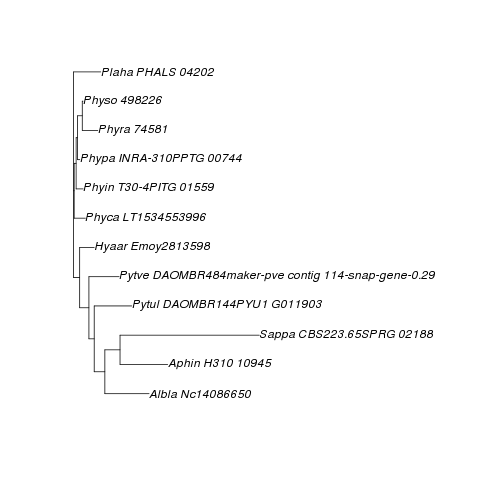 Plaha PHALS 04202
Physo 498226
Phyra 74581
Phypa INRA-310PPTG 00744
Phyin T30-4PITG 01559
Phyca LT1534553996
Hyaar Emoy2813598
Pytve DAOMBR484maker-pve contig 114-snap-gene-0.29
Pytul DAOMBR144PYU1 G011903
Sappa CBS223.65SPRG 02188
Aphin H310 10945
Albla Nc14086650